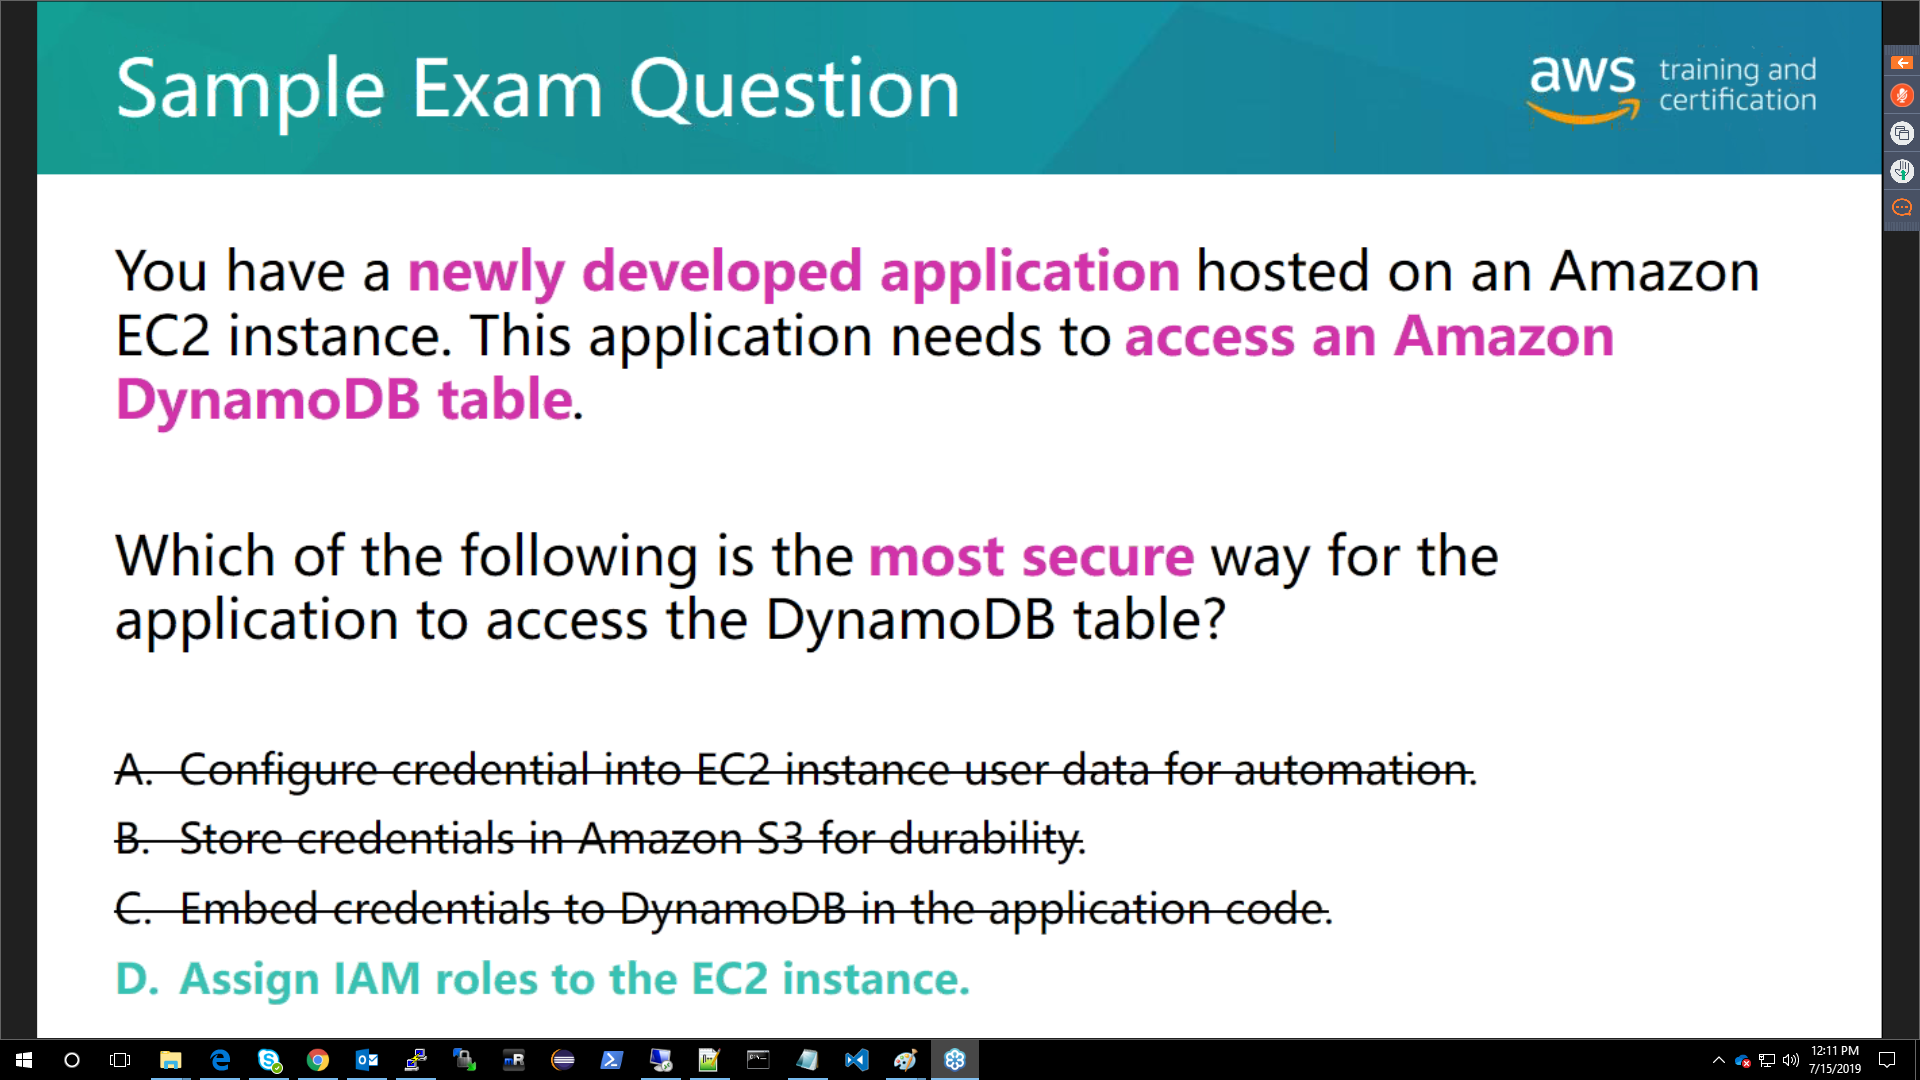 Sample Exam Question
aws training and certification
You have a newly developed application hosted on an Amazon
EC2 instance. This application needs to access an Amazon
DynamoDB table.
Which of the following is the most secure way for the
application to access the DynamoDB table?
A. Configure credential into EC2 instance user data for automation.
B. Store credentials in Amazon S3 for durability.
C. Embed credentials to DynamoDB in the application code.
D. Assign IAM roles to the EC2 instance.
12:11 PM
7/15/2019